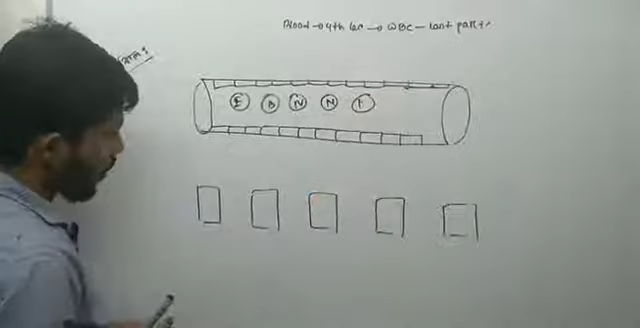 Blood → 4th lec → WBC – last part
E B N N E